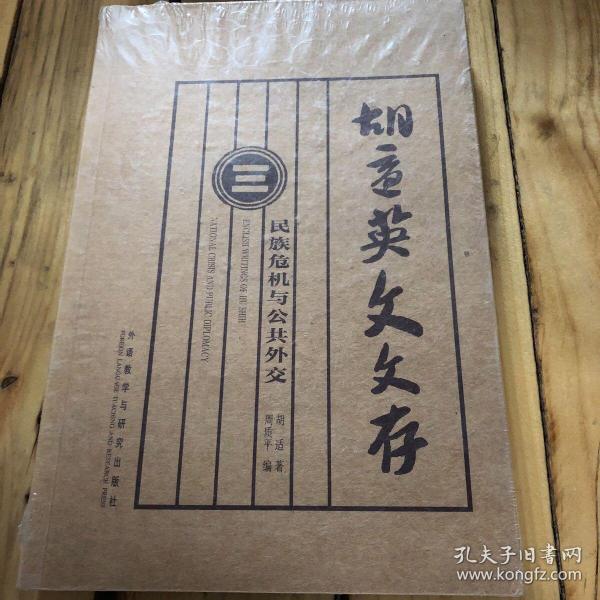 胡适英文文存
三
民族危机与公共外交
ENGLISH WRITINGS OF HU SHIH
NATIONAL CRISIS AND PUBLIC DIPLOMACY
胡适 著
周质平 编
外语教学与研究出版社
FOREIGN LANGUAGE TEACHING AND RESEARCH PRESS
孔夫子旧书网
www.kongfz.com